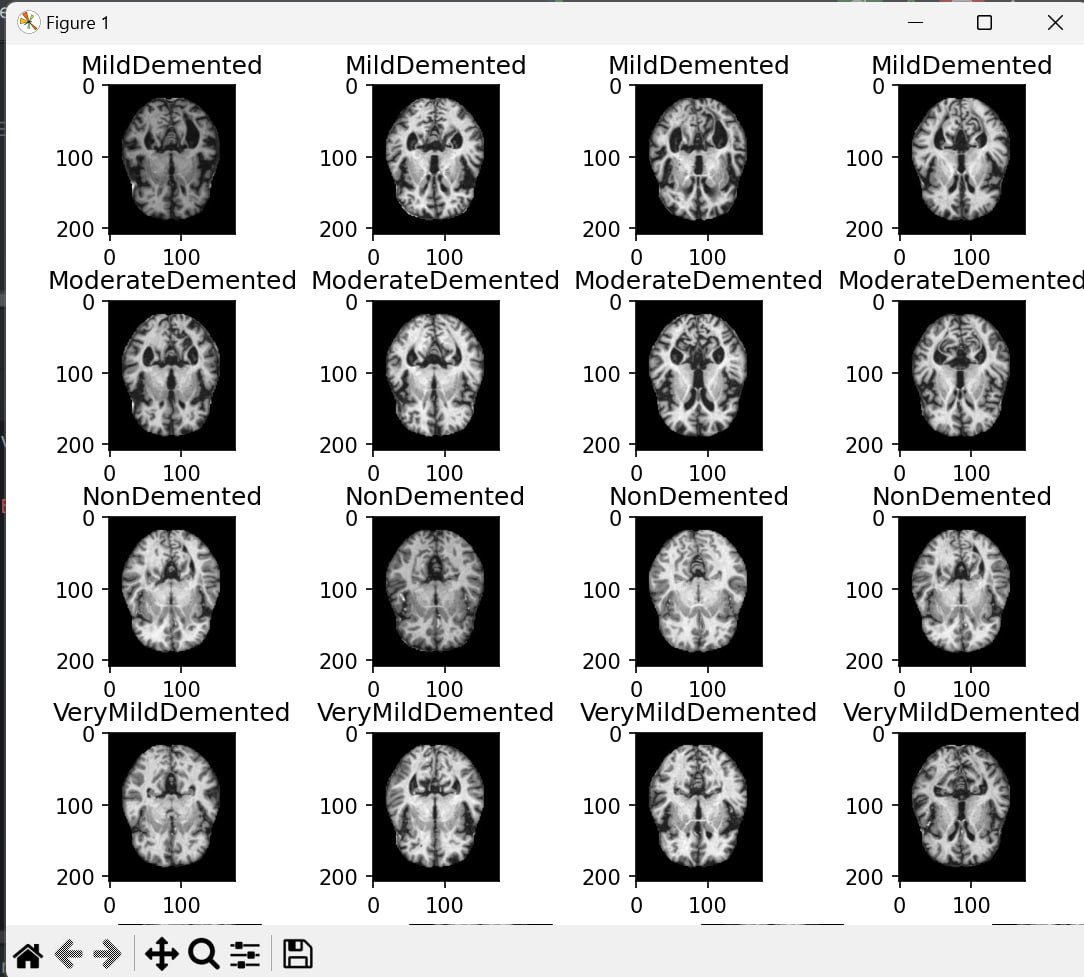 Figure 1
MildDemented MildDemented MildDemented MildDemented
0 0 0 0
100 100 100 100
200 200 200 200
0 100 0 100 0 100 0 100
ModerateDemented ModerateDemented ModerateDemented ModerateDemented
0 0 0 0
100 100 100 100
200 200 200 200
0 100 0 100 0 100 0 100
NonDemented NonDemented NonDemented NonDemented
0 0 0 0
100 100 100 100
200 200 200 200
0 100 0 100 0 100 0 100
VeryMildDemented VeryMildDemented VeryMildDemented VeryMildDemented
0 0 0 0
100 100 100 100
200 200 200 200
0 100 0 100 0 100 0 100